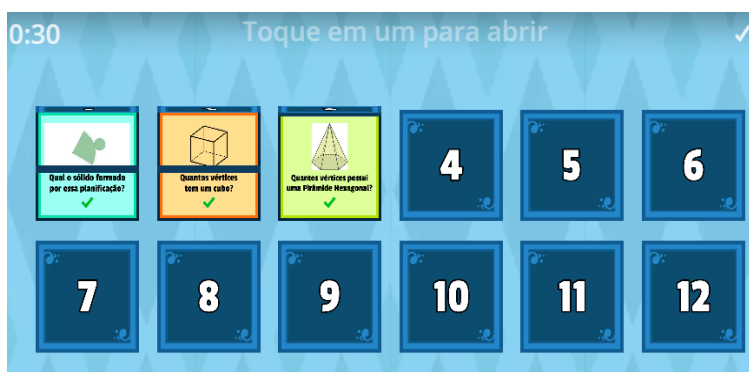 0:30
Toque em um para abrir
Qual o sólido formado
por essa planificação?
Quantos vértices
tem um cubo?
Quantos vértices possui
uma Pirâmide Hexagonal?
4
5
6
7
8
9
10
11
12